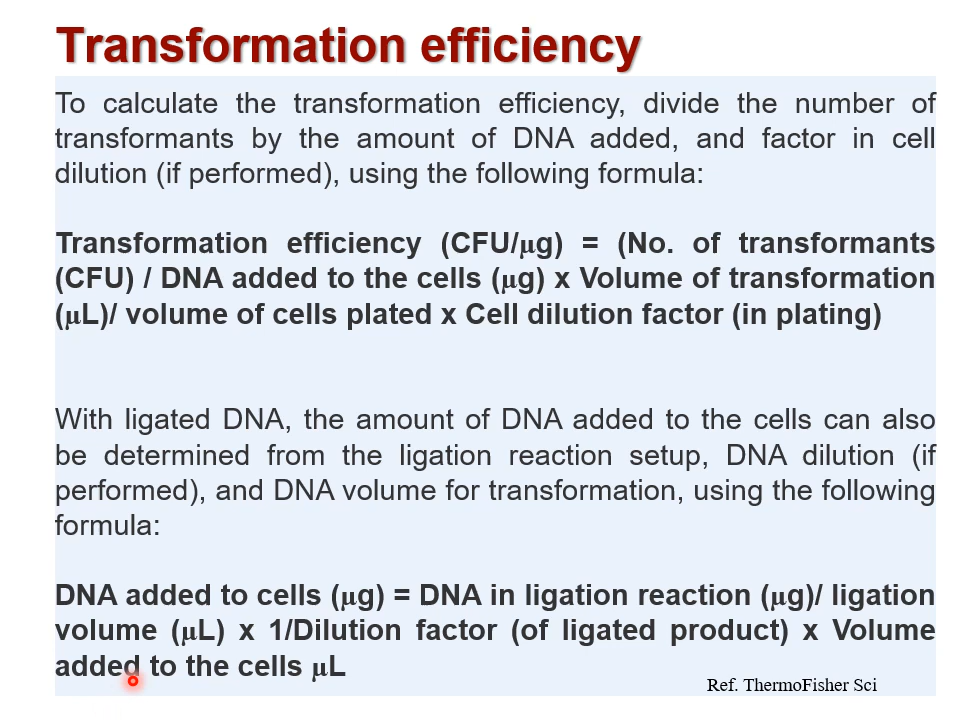 Transformation efficiency
To calculate the transformation efficiency, divide the number of
transformants by the amount of DNA added, and factor in cell
dilution (if performed), using the following formula:
Transformation efficiency (CFU/μg) = (No. of transformants
(CFU) / DNA added to the cells (μg) x Volume of transformation
(μL)/ volume of cells plated x Cell dilution factor (in plating)
With ligated DNA, the amount of DNA added to the cells can also
be determined from the ligation reaction setup, DNA dilution (if
performed), and DNA volume for transformation, using the following
formula:
DNA added to cells (μg) = DNA in ligation reaction (μg)/ ligation
volume (μL) x 1/Dilution factor (of ligated product) x Volume
added to the cells μL
Ref. ThermoFisher Sci